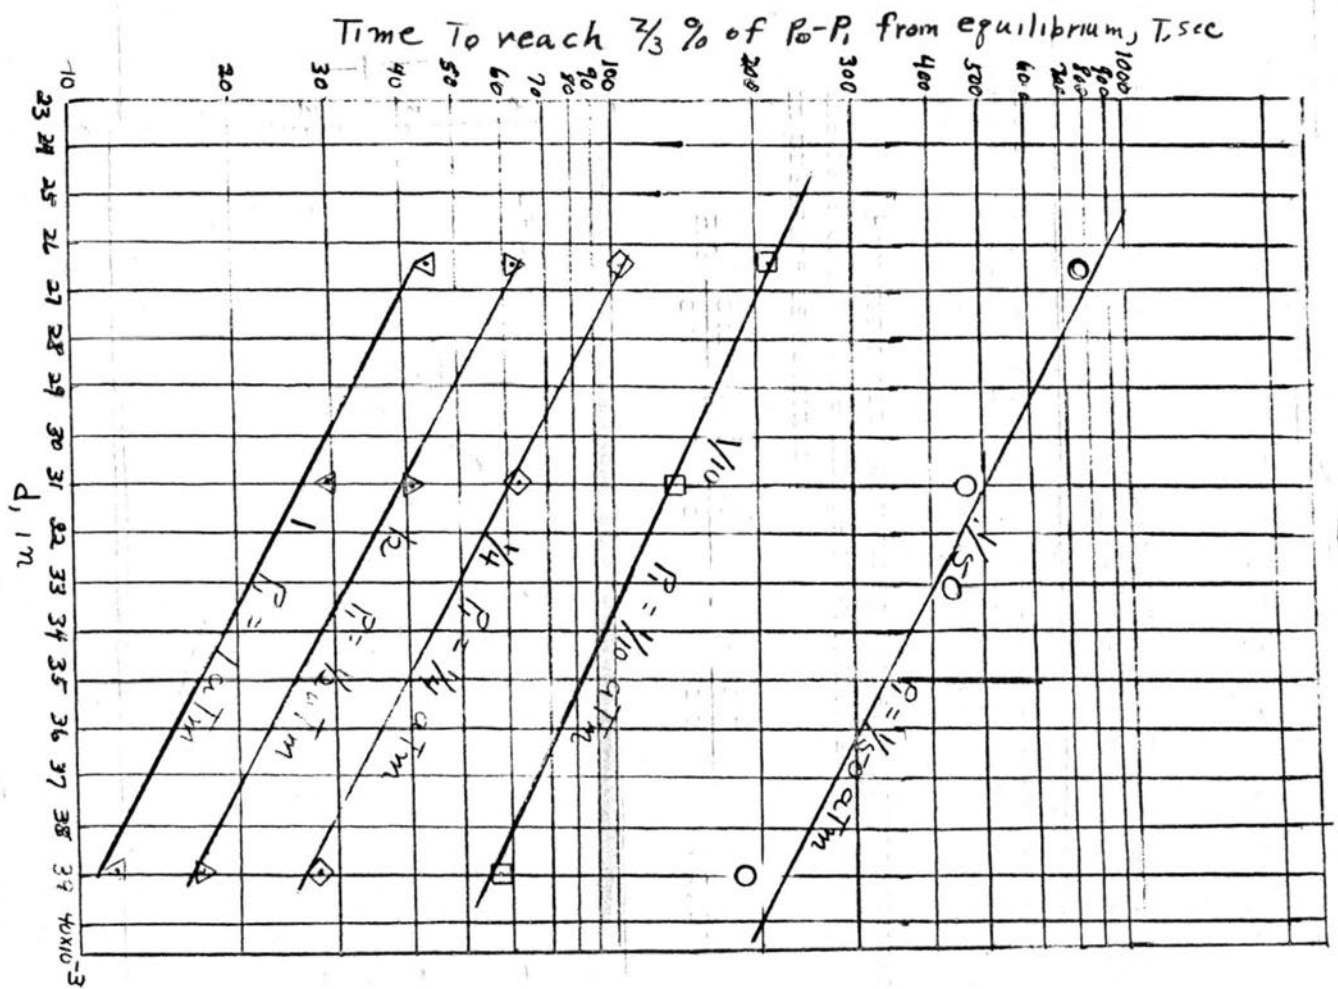 Time To reach 2/3 % of P0-P1 from equilibrium, T, sec
10 20 30 40 50 60 70 80 90 100 200 300 400 500 600 700 800 900 1000
23
24
25
26
27
28
29
30
31
32
33
34
35
36
37
38
39
40X10-3
d, in
1
P1 = 1 aTm
1/2
P1 = 1/2 aTm
1/4
P1 = 1/4 aTm
1/10
P1 = 1/10 aTm
1/50
P1 = 1/50 aTm